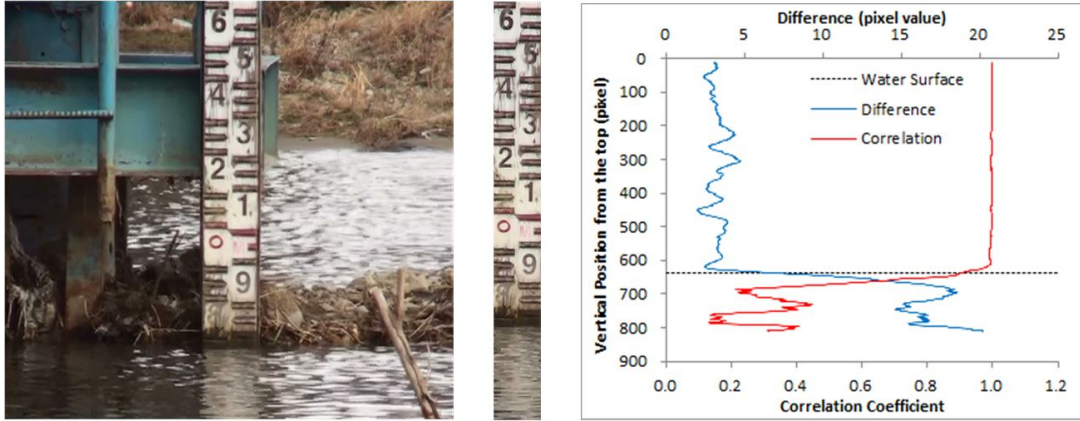 6
5
4
3
2
1
0 M
9
6
5
4
3
2
1
0 M
9
Difference (pixel value)
0 5 10 15 20 25
Vertical Position from the top (pixel)
0
100
200
300
400
500
600
700
800
900
Water Surface
Difference
Correlation
0.0 0.2 0.4 0.6 0.8 1.0 1.2
Correlation Coefficient